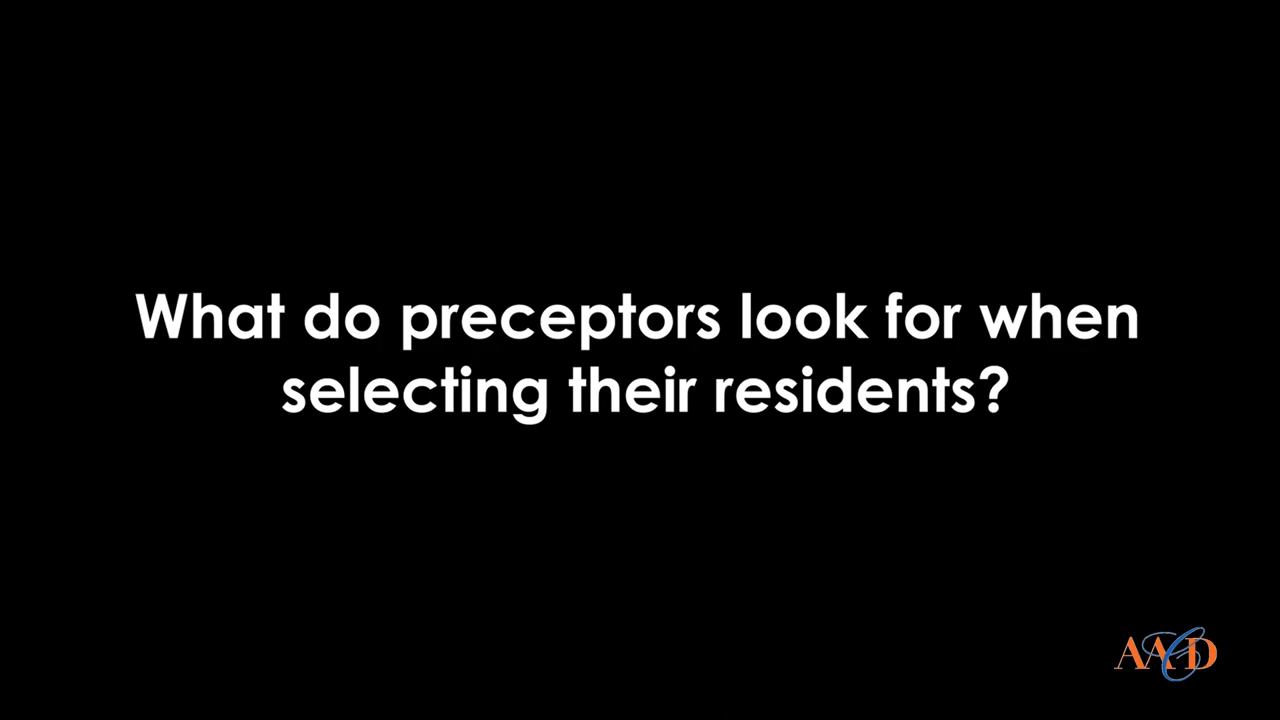 What do preceptors look for when
selecting their residents?
AACD